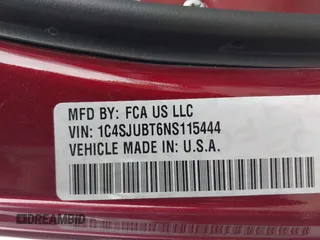 MFD BY: FCA US LLC
VIN: 1C4SJUBT6NS115444
VEHICLE MADE IN: U.S.A.
DREAMBID